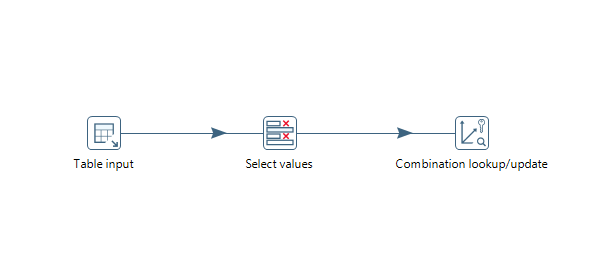 Table input
Select values
Combination lookup/update